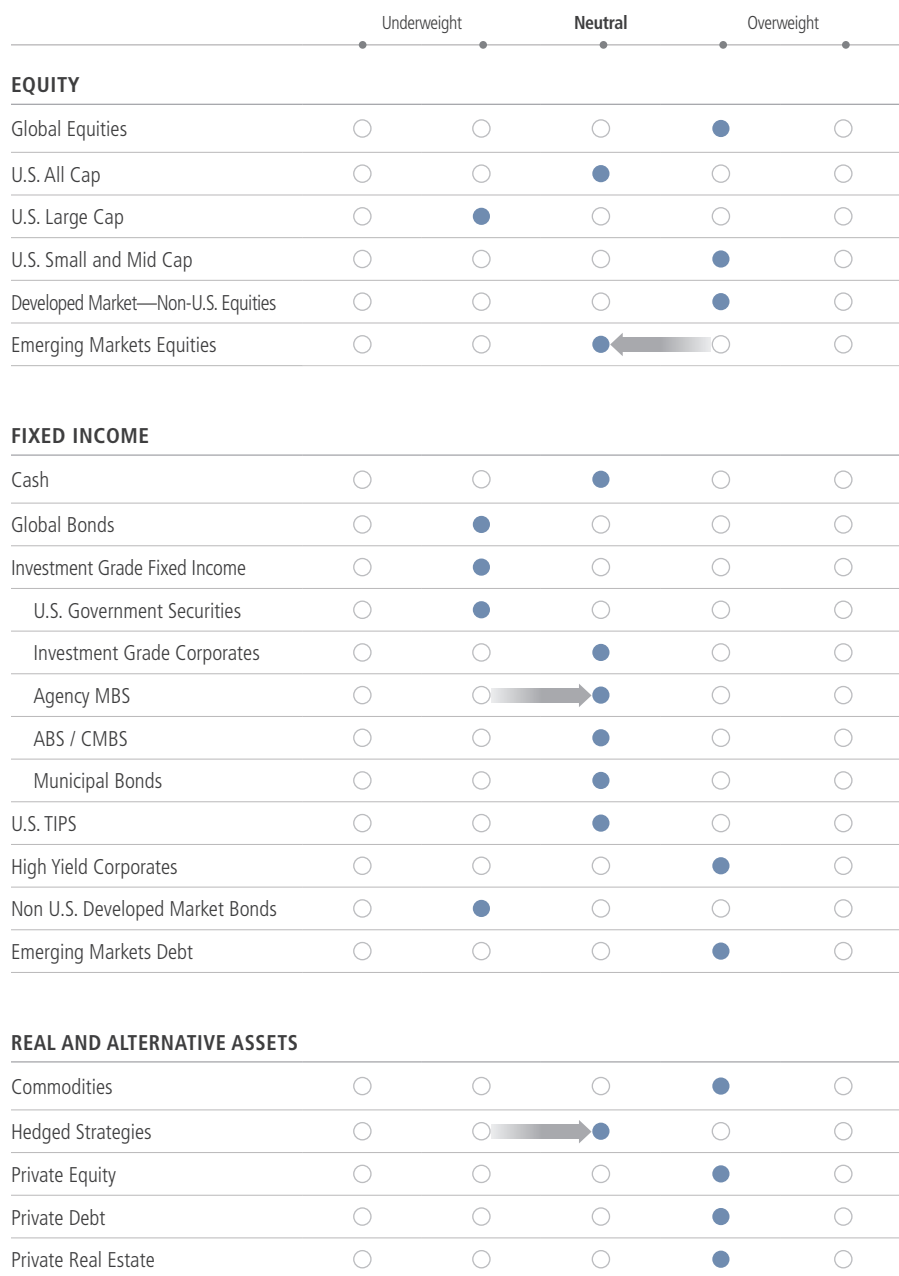 Underweight Neutral Overweight
EQUITY
Global Equities
U.S. All Cap
U.S. Large Cap
U.S. Small and Mid Cap
Developed Market—Non-U.S. Equities
Emerging Markets Equities
FIXED INCOME
Cash
Global Bonds
Investment Grade Fixed Income
U.S. Government Securities
Investment Grade Corporates
Agency MBS
ABS / CMBS
Municipal Bonds
U.S. TIPS
High Yield Corporates
Non U.S. Developed Market Bonds
Emerging Markets Debt
REAL AND ALTERNATIVE ASSETS
Commodities
Hedged Strategies
Private Equity
Private Debt
Private Real Estate